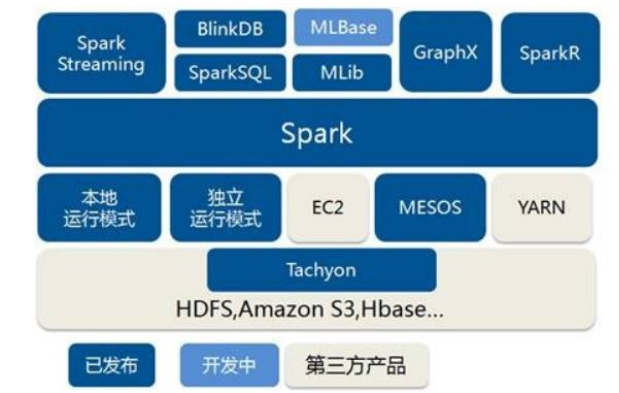 Spark
Streaming
BlinkDB
MLBase
SparkSQL
MLib
GraphX
SparkR
Spark
本地
运行模式
独立
运行模式
EC2
MESOS
YARN
Tachyon
HDFS,Amazon S3,Hbase...
已发布
开发中
第三方产品